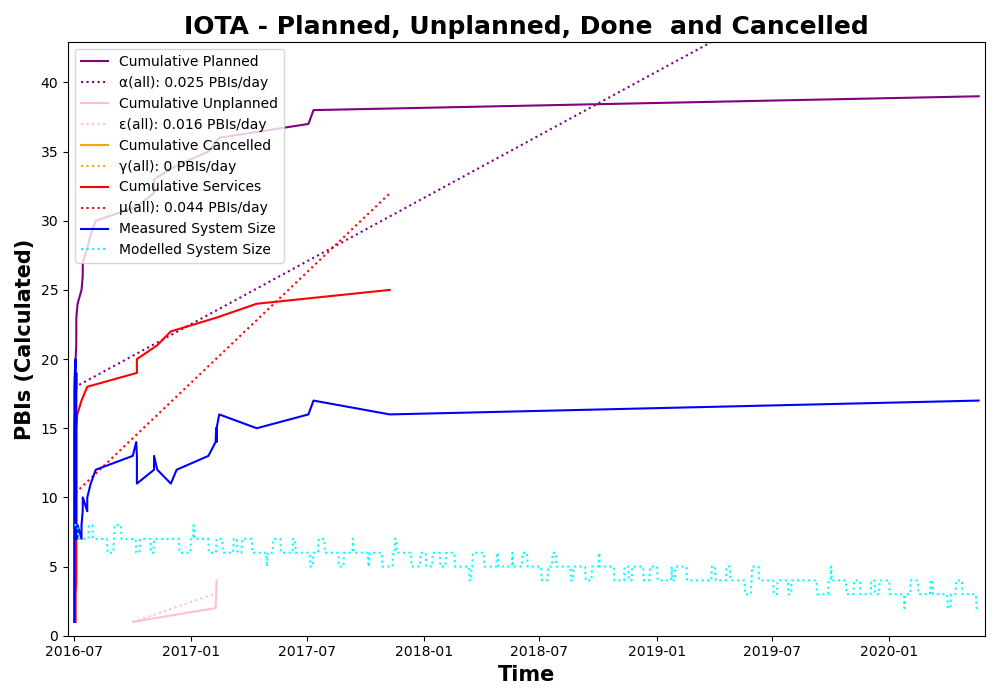 IOTA - Planned, Unplanned, Done  and Cancelled
PBIs (Calculated)
40
35
30
25
20
15
10
5
0
Cumulative Planned
α(all): 0.025 PBIs/day
Cumulative Unplanned
ε(all): 0.016 PBIs/day
Cumulative Cancelled
γ(all): 0 PBIs/day
Cumulative Services
μ(all): 0.044 PBIs/day
Measured System Size
Modelled System Size
2016-07 2017-01 2017-07 2018-01 2018-07 2019-01 2019-07 2020-01
Time